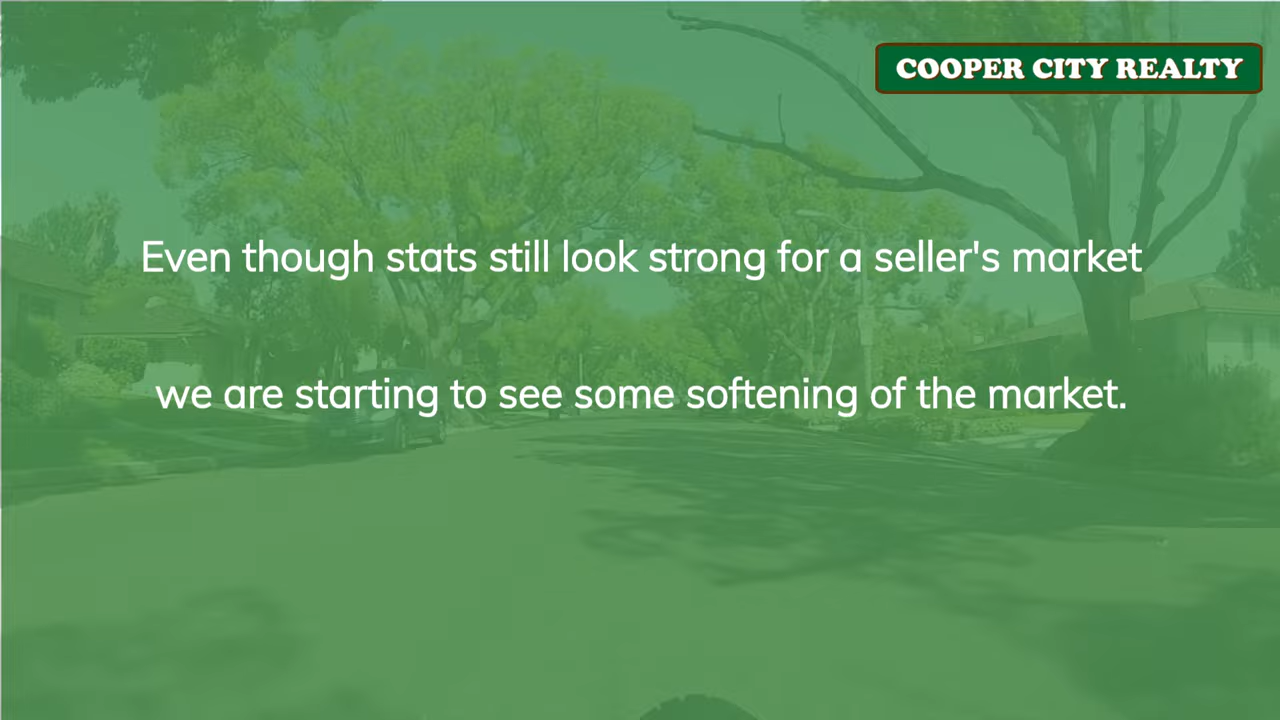 COOPER CITY REALTY
Even though stats still look strong for a seller's market
we are starting to see some softening of the market.